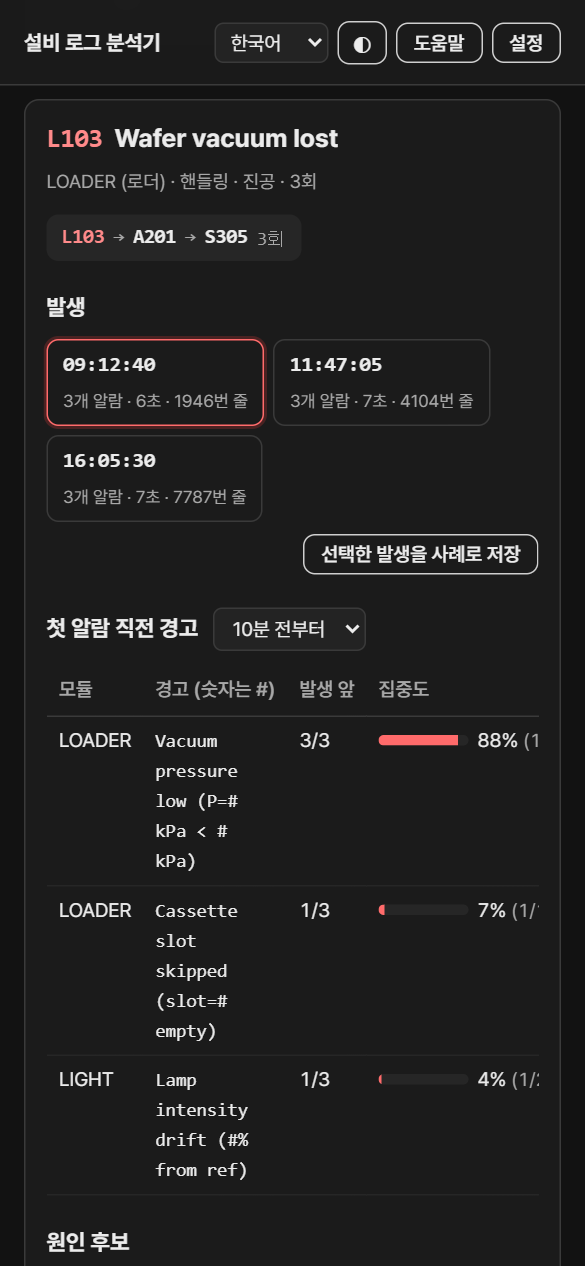 설비 로그 분석기
한국어
도움말
설정
L103 Wafer vacuum lost
LOADER (로더) · 핸들링 · 진공 · 3회
L103 → A201 → S305 3회
발생
09:12:40
3개 알람 · 6초 · 1946번 줄
11:47:05
3개 알람 · 7초 · 4104번 줄
16:05:30
3개 알람 · 7초 · 7787번 줄
선택한 발생을 사례로 저장
첫 알람 직전 경고
10분 전부터
모듈 경고 (숫자는 #) 발생 앞 집중도
LOADER Vacuum 3/3 88% (1
pressure
low (P=#
kPa < #
kPa)
LOADER Cassette 1/3 7% (1/
slot
skipped
(slot=#
empty)
LIGHT Lamp 1/3 4% (1/
intensity
drift (#%
from ref)
원인 후보